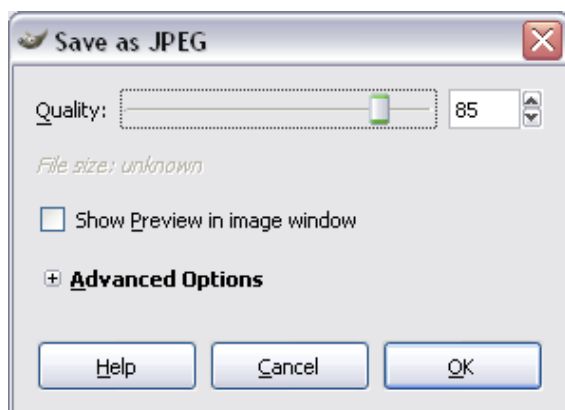 Save as JPEG
Quality: 85
File size: unknown
Show Preview in image window
Advanced Options
Help Cancel OK